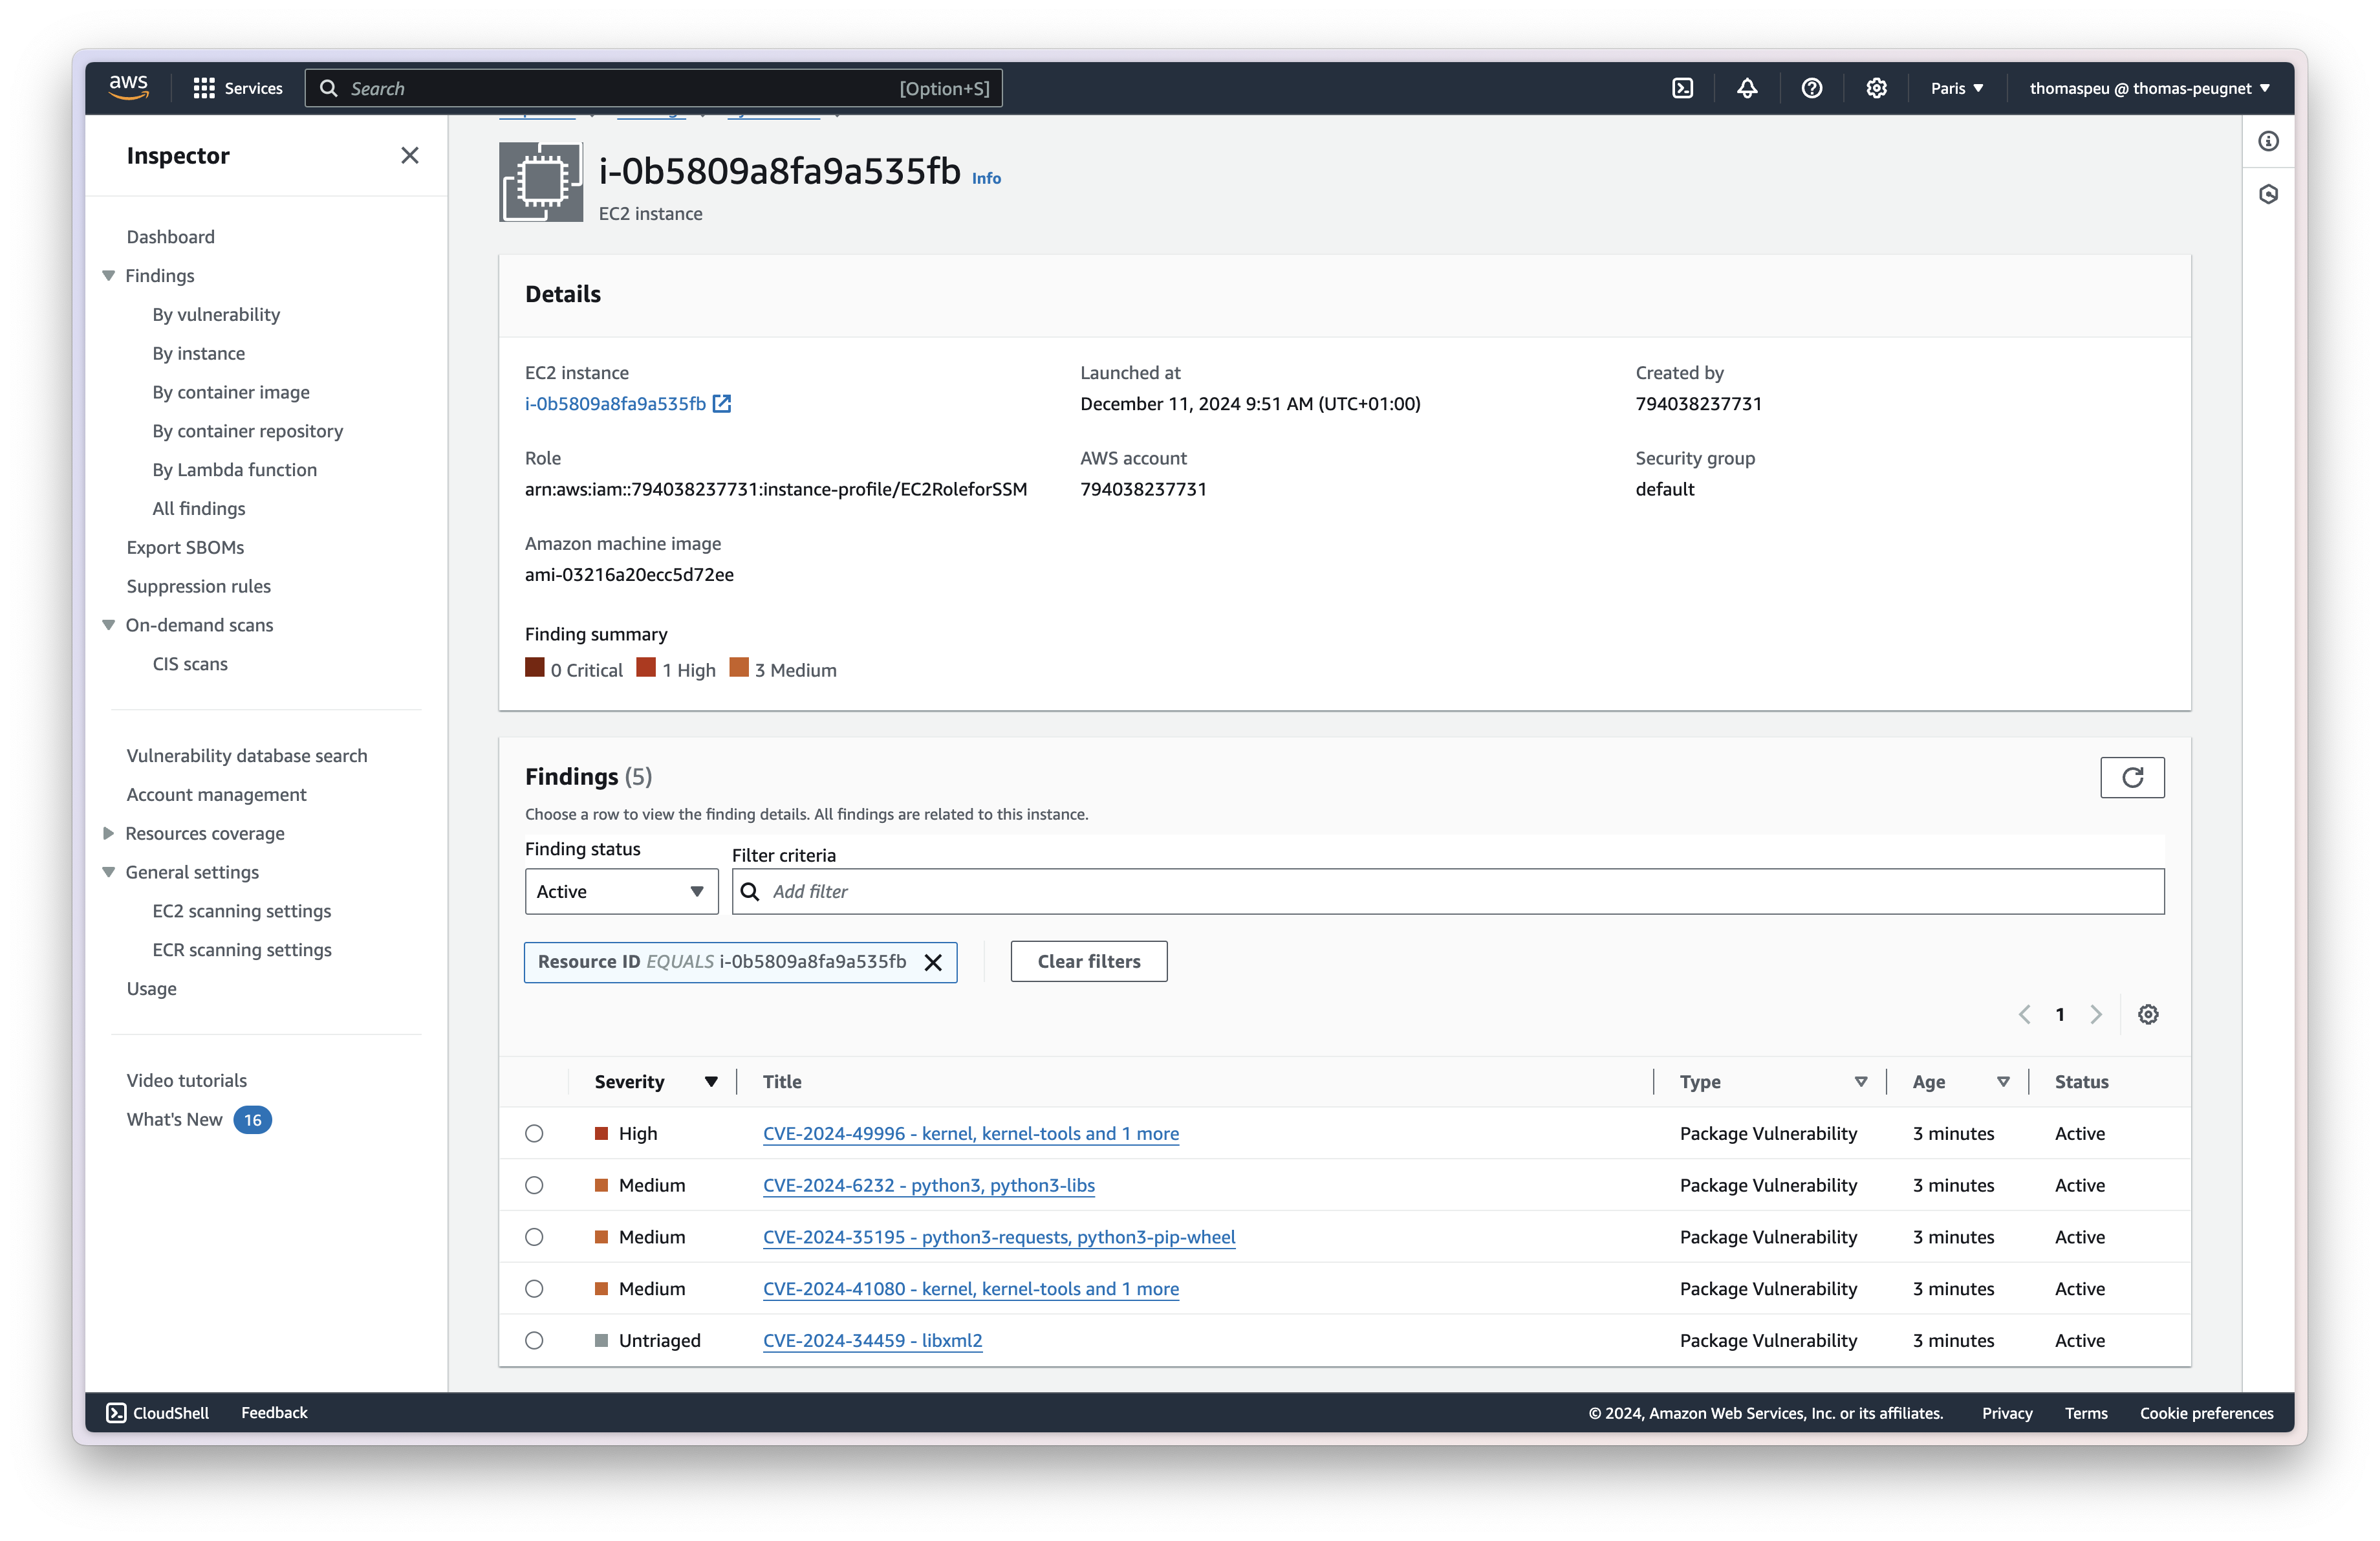 aws
Services
Search
[Option+S]
Paris
thomaspeu @ thomas-peugnet
Inspector
Dashboard
Findings
By vulnerability
By instance
By container image
By container repository
By Lambda function
All findings
Export SBOMs
Suppression rules
On-demand scans
CIS scans
Vulnerability database search
Account management
Resources coverage
General settings
EC2 scanning settings
ECR scanning settings
Usage
Video tutorials
What's New 16
i-0b5809a8fa9a535fb Info
EC2 instance
Details
EC2 instance
i-0b5809a8fa9a535fb
Launched at
December 11, 2024 9:51 AM (UTC+01:00)
Created by
794038237731
Role
arn:aws:iam::794038237731:instance-profile/EC2RoleforSSM
AWS account
794038237731
Security group
default
Amazon machine image
ami-03216a20ecc5d72ee
Finding summary
0 Critical 1 High 3 Medium
Findings (5)
Choose a row to view the finding details. All findings are related to this instance.
Finding status
Active
Filter criteria
Add filter
Resource ID EQUALS i-0b5809a8fa9a535fb
Clear filters
1
Severity Title Type Age Status
High CVE-2024-49996 - kernel, kernel-tools and 1 more Package Vulnerability 3 minutes Active
Medium CVE-2024-6232 - python3, python3-libs Package Vulnerability 3 minutes Active
Medium CVE-2024-35195 - python3-requests, python3-pip-wheel Package Vulnerability 3 minutes Active
Medium CVE-2024-41080 - kernel, kernel-tools and 1 more Package Vulnerability 3 minutes Active
Untriaged CVE-2024-34459 - libxml2 Package Vulnerability 3 minutes Active
CloudShell Feedback © 2024, Amazon Web Services, Inc. or its affiliates. Privacy Terms Cookie preferences